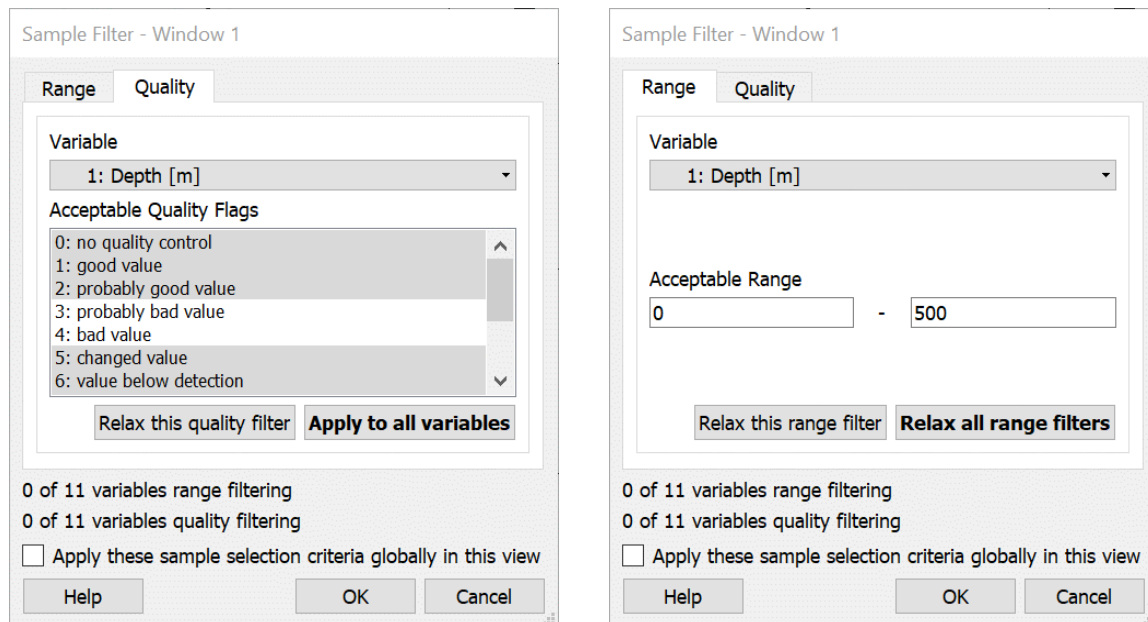 Sample Filter - Window 1
Range Quality
Variable
1: Depth [m]
Acceptable Quality Flags
0: no quality control
1: good value
2: probably good value
3: probably bad value
4: bad value
5: changed value
6: value below detection
Relax this quality filter Apply to all variables
0 of 11 variables range filtering
0 of 11 variables quality filtering
Apply these sample selection criteria globally in this view
Help OK Cancel
Sample Filter - Window 1
Range Quality
Variable
1: Depth [m]
Acceptable Range
0 - 500
Relax this range filter Relax all range filters
0 of 11 variables range filtering
0 of 11 variables quality filtering
Apply these sample selection criteria globally in this view
Help OK Cancel